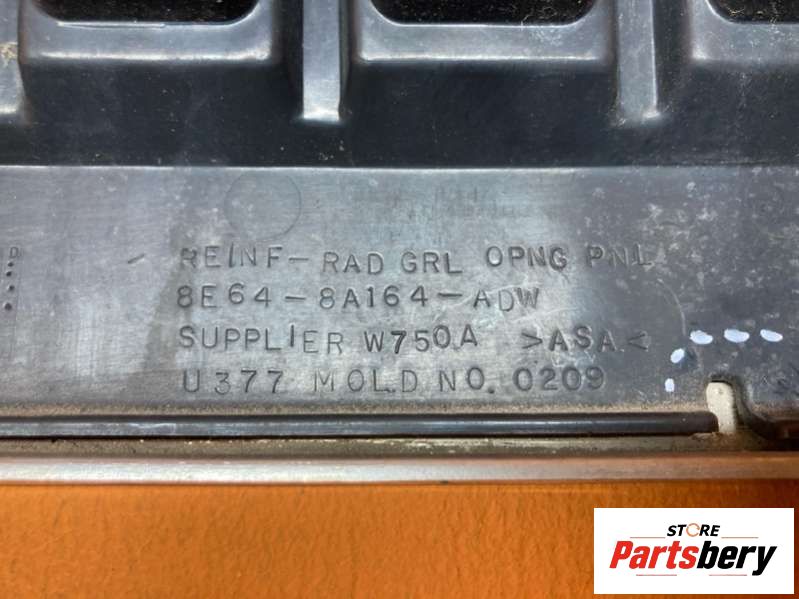 REINF-RAD GRL OPNG PNL
8E64-8A164-ADW
SUPPLIER W750A >ASA<
U377 MOLD NO. 0209
STORE
Partsbery